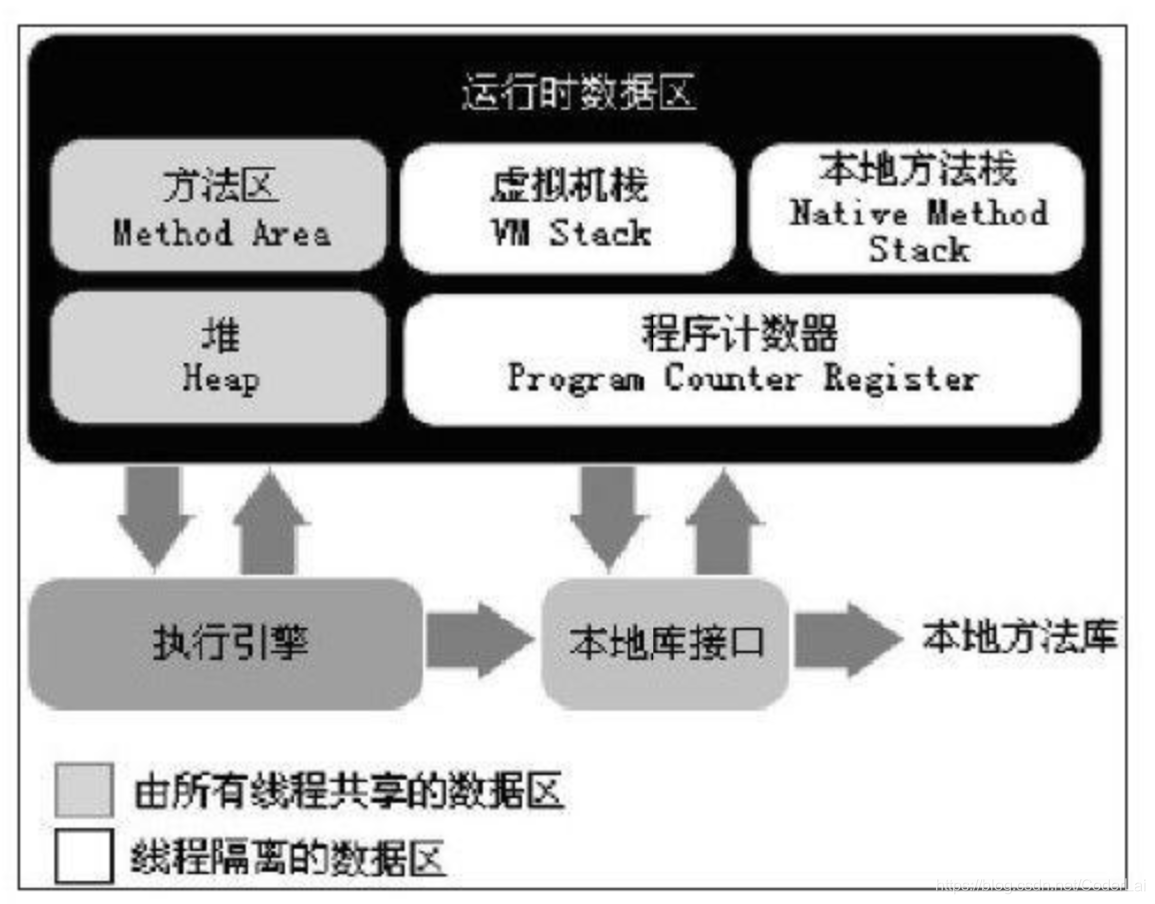 运行时数据区
方法区
Method Area
虚拟机栈
VM Stack
本地方法栈
Native Method
Stack
堆
Heap
程序计数器
Program Counter Register
执行引擎
本地库接口
本地方法库
由所有线程共享的数据区
线程隔离的数据区